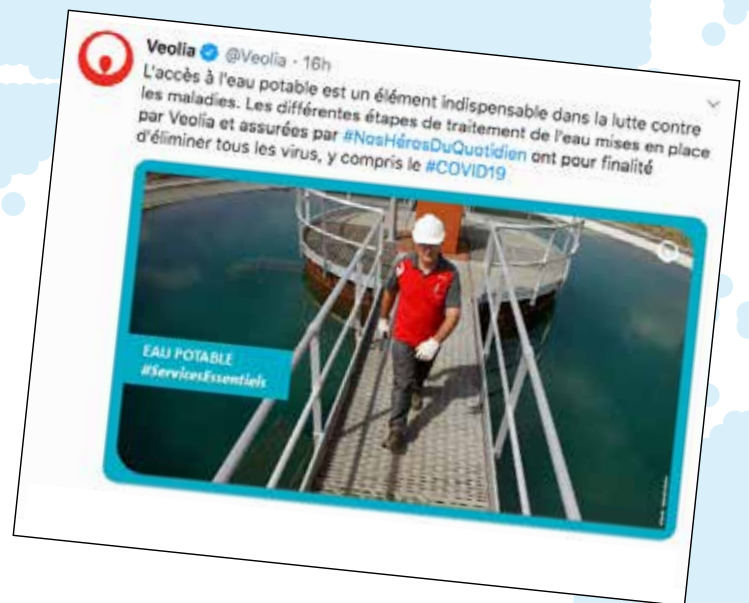 Veolia @Veolia · 16h
L'accès à l'eau potable est un élément indispensable dans la lutte contre
les maladies. Les différentes étapes de traitement de l'eau mises en place
par Veolia et assurées par #NosHérosDuQuotidien ont pour finalité
d'éliminer tous les virus, y compris le #COVID19
EAU POTABLE
#ServicesEssentiels